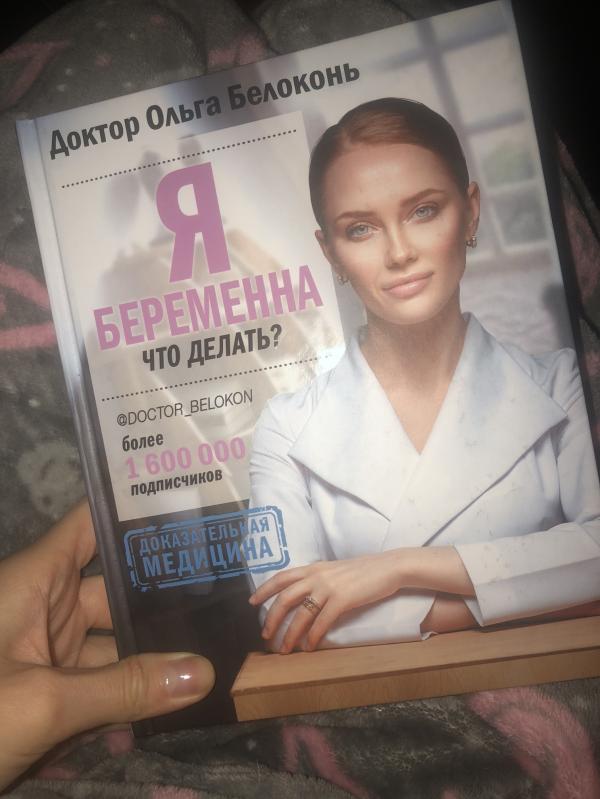 Доктор Ольга Белоконь
Я
БЕРЕМЕННА
ЧТО ДЕЛАТЬ?
@DOCTOR_BELOKON
более
1 600 000
подписчиков
ДОКАЗАТЕЛЬНАЯ
МЕДИЦИНА